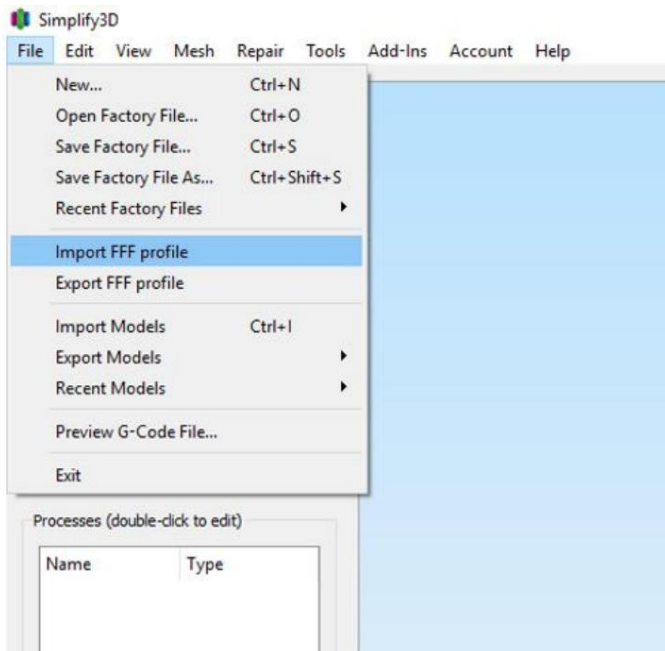 Simplify3D
File Edit View Mesh Repair Tools Add-Ins Account Help
New... Ctrl+N
Open Factory File... Ctrl+O
Save Factory File... Ctrl+S
Save Factory File As... Ctrl+Shift+S
Recent Factory Files
Import FFF profile
Export FFF profile
Import Models Ctrl+I
Export Models
Recent Models
Preview G-Code File...
Exit
Processes (double-click to edit)
Name Type